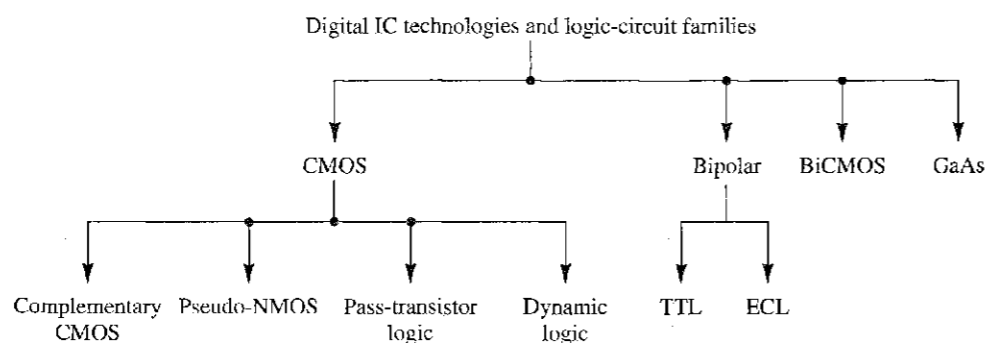 Digital IC technologies and logic-circuit families
CMOS Bipolar BiCMOS GaAs
Complementary Pseudo-NMOS Pass-transistor Dynamic TTL ECL
CMOS logic logic